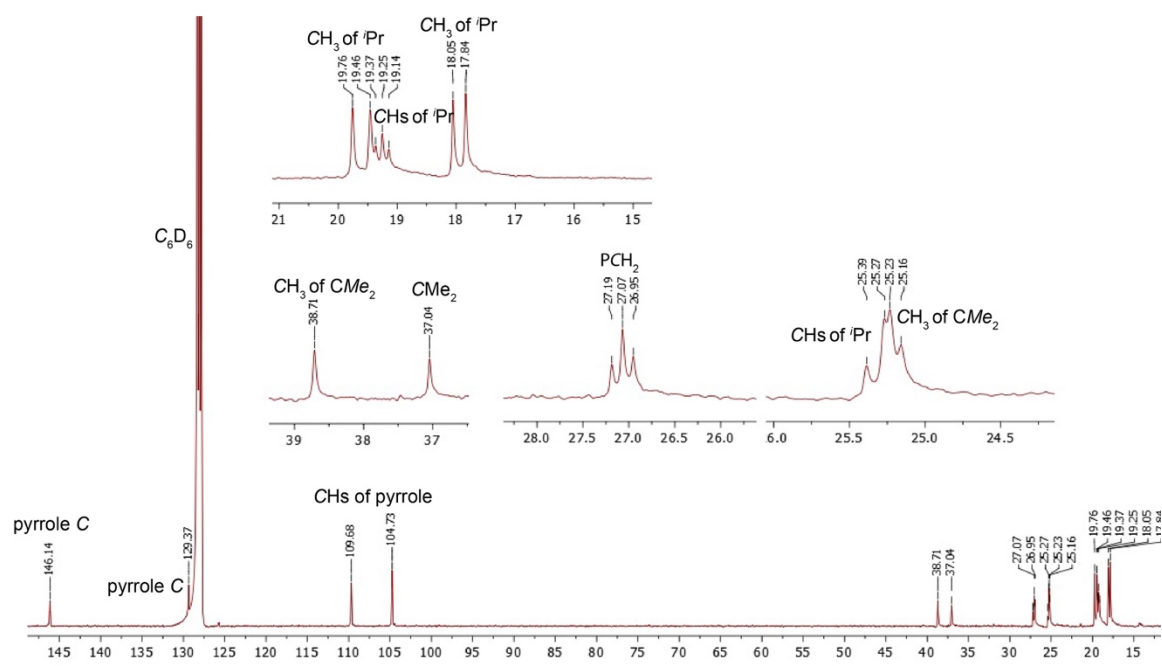 CH₃ of ⁱPr
19.76
19.46
19.37
19.25
19.14
CHs of ⁱPr
CH₃ of ⁱPr
18.05
17.84
21 20 19 18 17 16 15
C₆D₆
CH₃ of CMe₂
38.71
CMe₂
37.04
39 38 37
PCH₂
27.19
27.07
26.95
28.0 27.5 27.0 26.5 26.0
25.39
25.27
25.23
25.16
CHs of ⁱPr
CH₃ of CMe₂
6.0 25.5 25.0 24.5
pyrrole C
146.14
pyrrole C
129.37
CHs of pyrrole
109.68
104.73
38.71
37.04
27.07
26.95
25.27
25.23
25.16
19.76
19.46
19.37
19.25
18.05
17.84
145 140 135 130 125 120 115 110 105 100 95 90 85 80 75 70 65 60 55 50 45 40 35 30 25 20 15